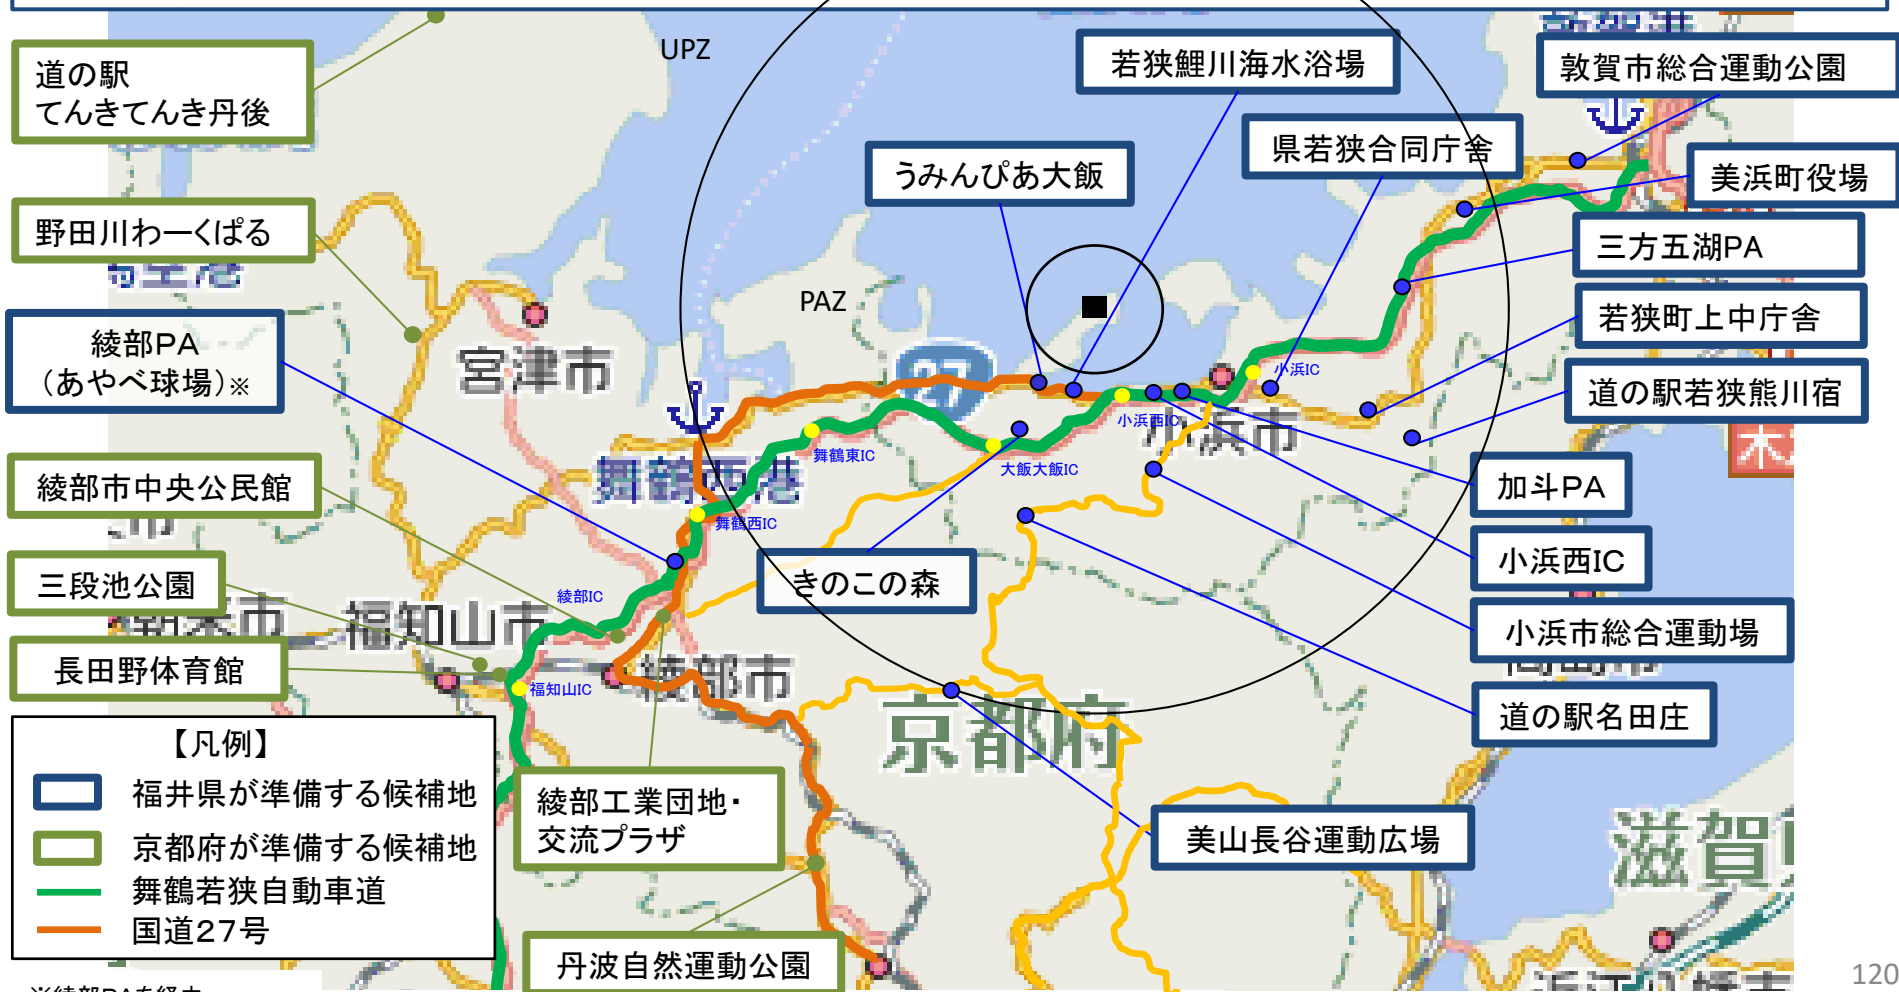 UPZ
若狭鯉川海水浴場
敦賀市総合運動公園
道の駅
てんきてんき丹後
県若狭合同庁舎
うみんぴあ大飯
美浜町役場
野田川わーくぱる
三方五湖PA
PAZ
若狭町上中庁舎
綾部PA
(あやべ球場)※
宮津市
小浜IC
道の駅若狭熊川宿
小浜西IC
小浜市
舞鶴東IC
大飯大飯IC
舞鶴西港
綾部市中央公民館
加斗PA
舞鶴西IC
小浜西IC
三段池公園
綾部IC
きのこの森
福知山市
小浜市総合運動場
長田野体育館
福知山IC
綾部市
京都府
道の駅名田庄
【凡例】
福井県が準備する候補地
京都府が準備する候補地
舞鶴若狭自動車道
国道27号
綾部工業団地・
交流プラザ
美山長谷運動広場
滋賀
丹波自然運動公園
120